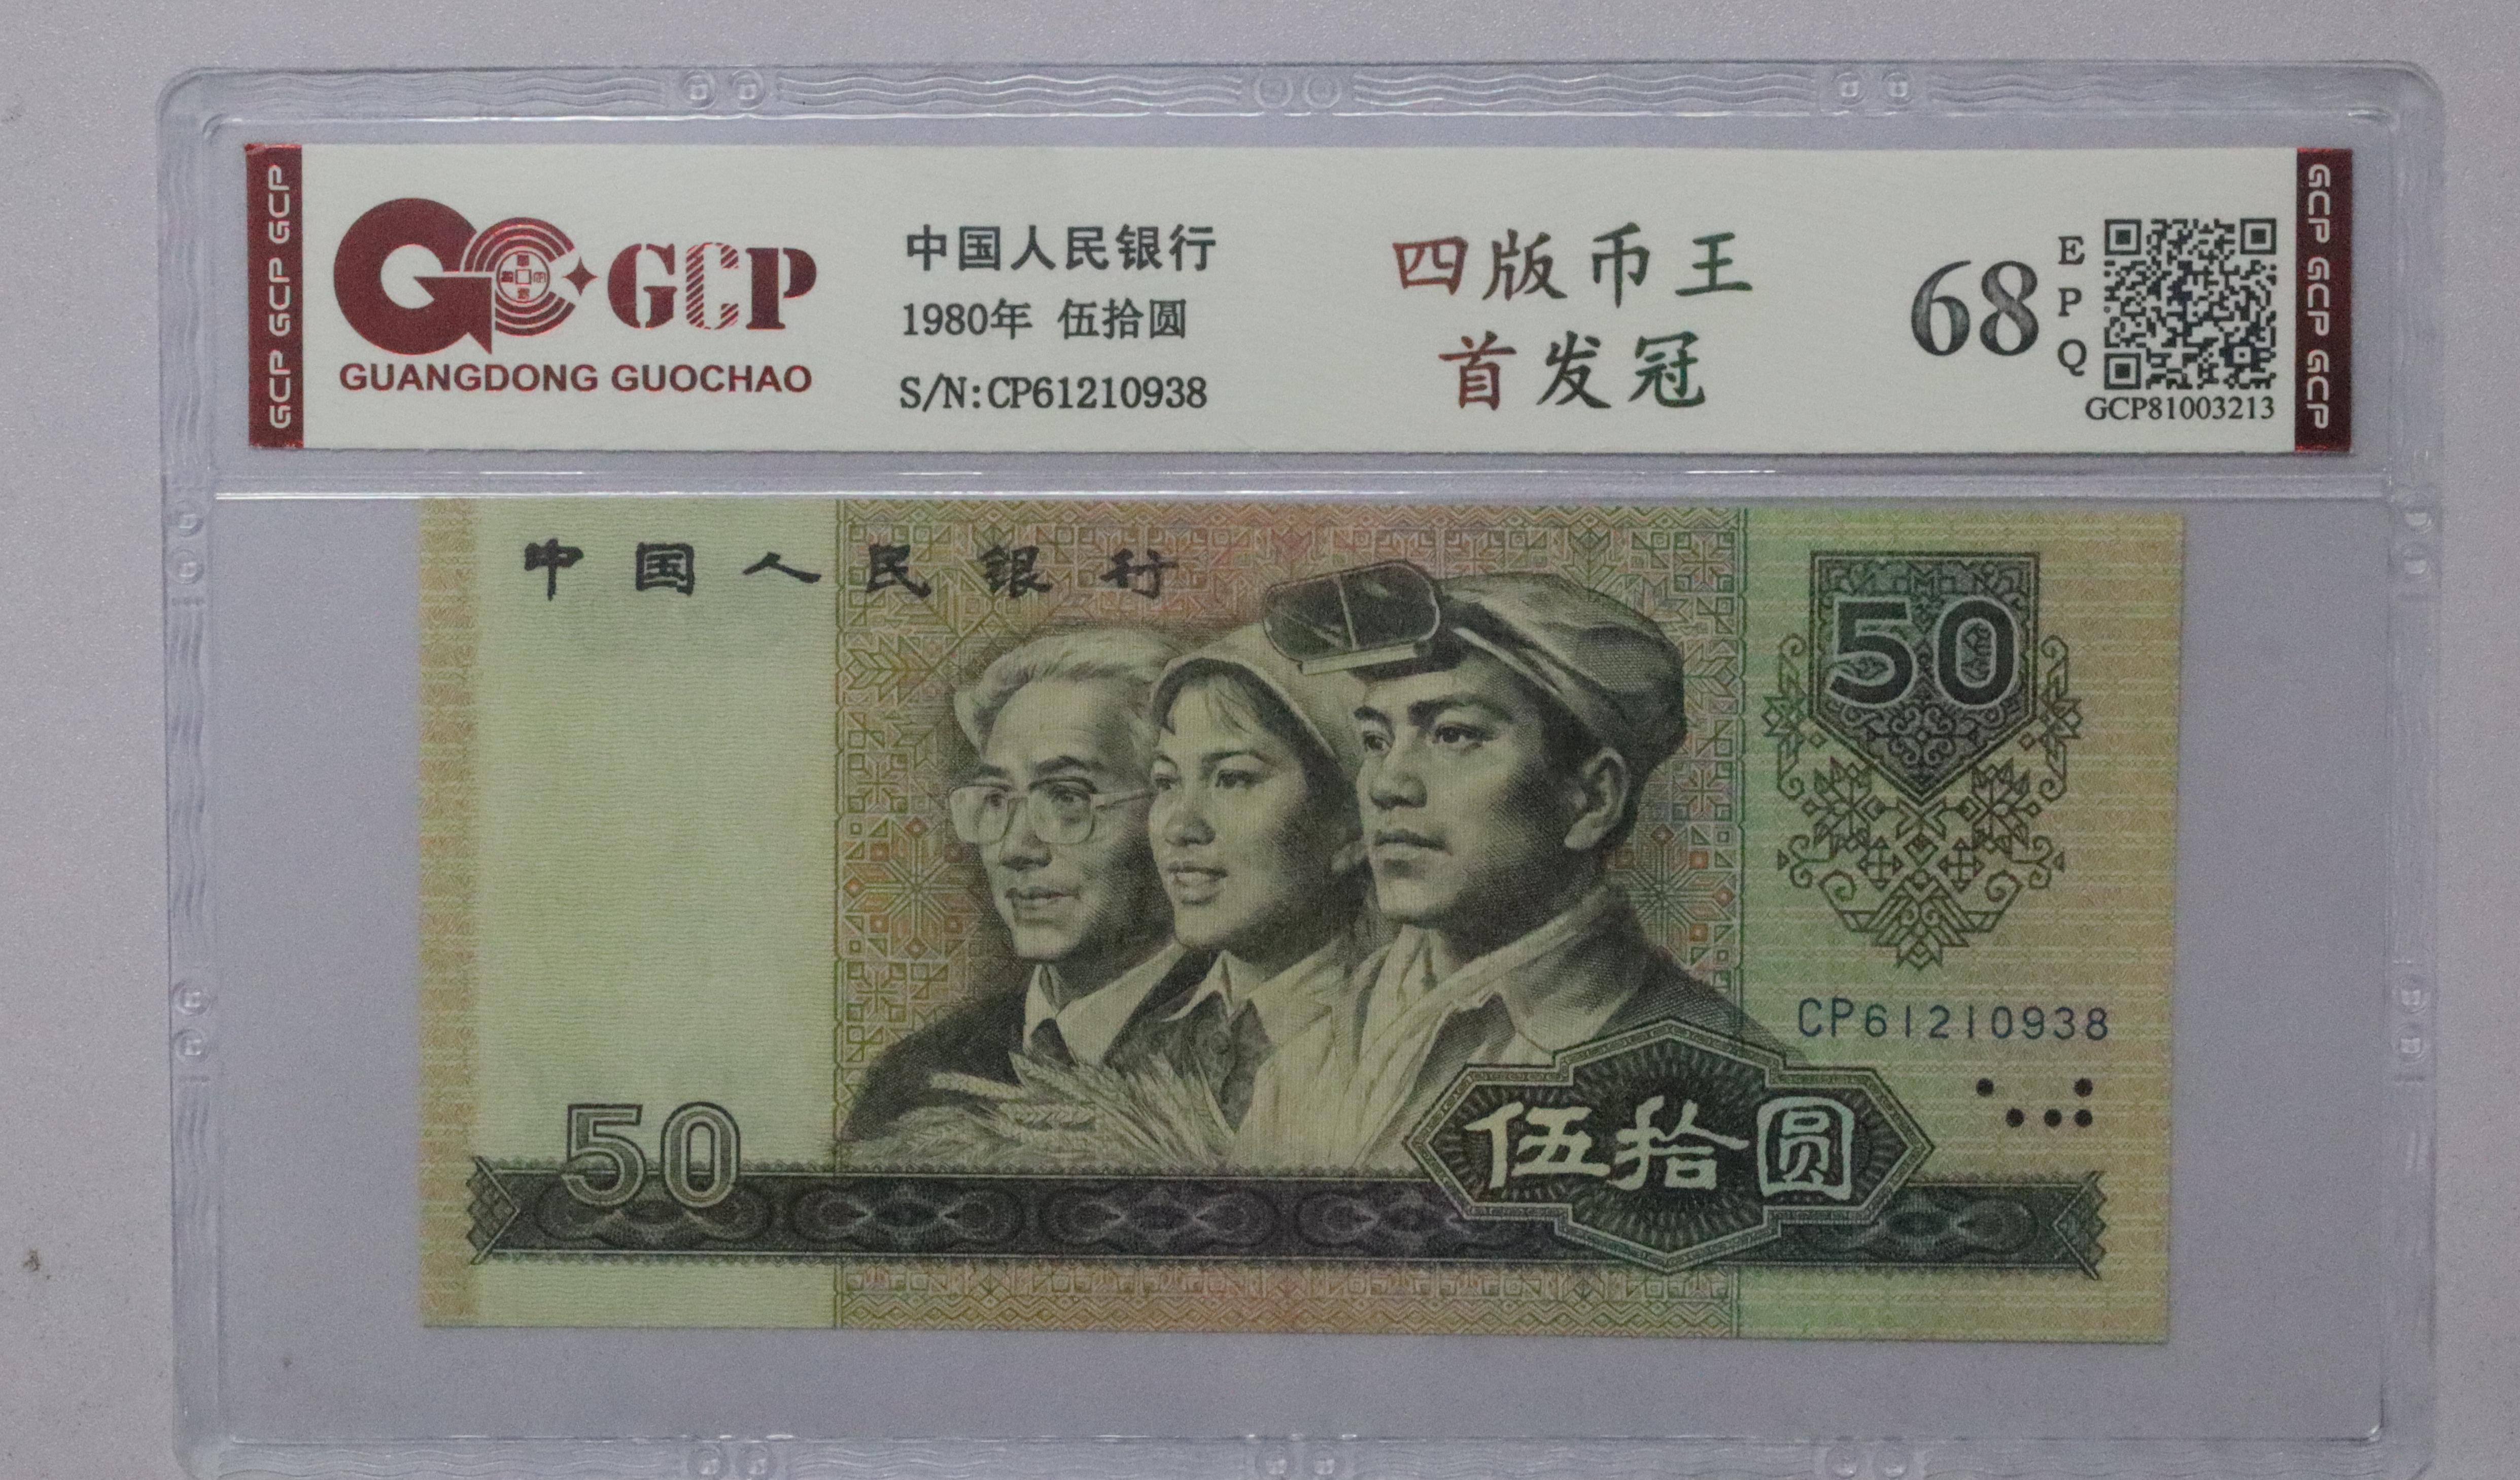 GCP GCP GCP
GCP
GUANGDONG GUOCHAO
中国人民银行
1980年 伍拾圆
S/N:CP61210938
四版币王
首发冠
68
E
P
Q
GCP81003213
GCP GCP GCP
中国人民银行
50
CP61210938
50
伍拾圆